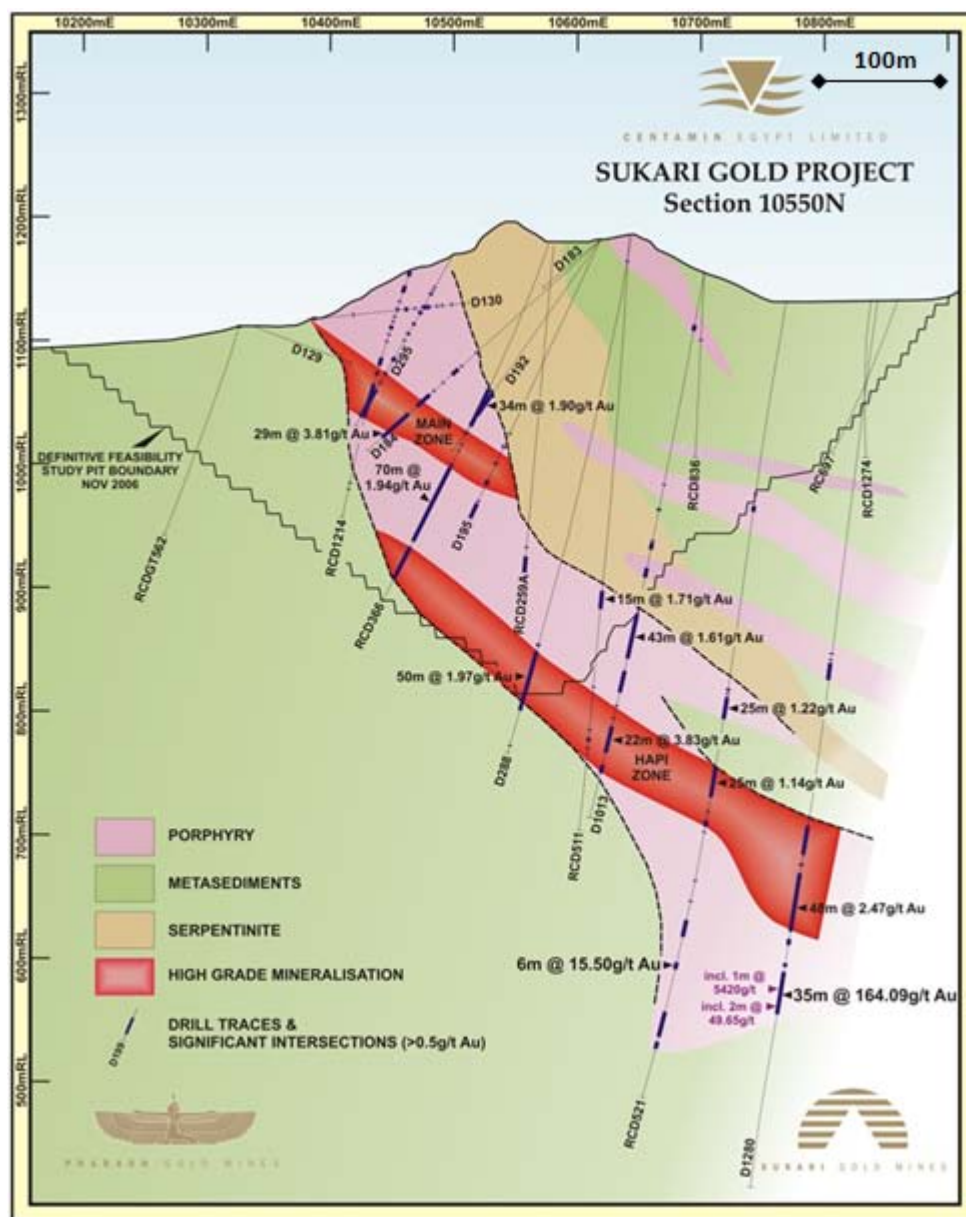 10200mE
10300mE
10400mE
10500mE
10600mE
10700mE
10800mE
1300mRL
1200mRL
1100mRL
1000mRL
900mRL
800mRL
700mRL
600mRL
500mRL
100m
CENTAMIN EGYPT LIMITED
SUKARI GOLD PROJECT
Section 10550N
D183
D130
D129
D295
D192
34m @ 1.90g/t Au
MAIN
ZONE
29m @ 3.81g/t Au
D182
DEFINITIVE FEASIBILITY
STUDY PIT BOUNDARY
NOV 2006
70m @
1.94g/t Au
D195
RCD836
RC697
RCD1274
RCDGT562
RCD1214
RCD366
RCD259A
15m @ 1.71g/t Au
43m @ 1.61g/t Au
50m @ 1.97g/t Au
25m @ 1.22g/t Au
22m @ 3.83g/t Au
HAPI
ZONE
25m @ 1.14g/t Au
D288
D1013
RCD511
PORPHYRY
METASEDIMENTS
SERPENTINITE
HIGH GRADE MINERALISATION
DRILL TRACES &
SIGNIFICANT INTERSECTIONS (>0.5g/t Au)
D199
48m @ 2.47g/t Au
6m @ 15.50g/t Au
incl. 1m @
5420g/t
incl. 2m @
49.65g/t
35m @ 164.09g/t Au
RCD521
D1280
PHARAOH GOLD MINES
SUKARI GOLD MINES